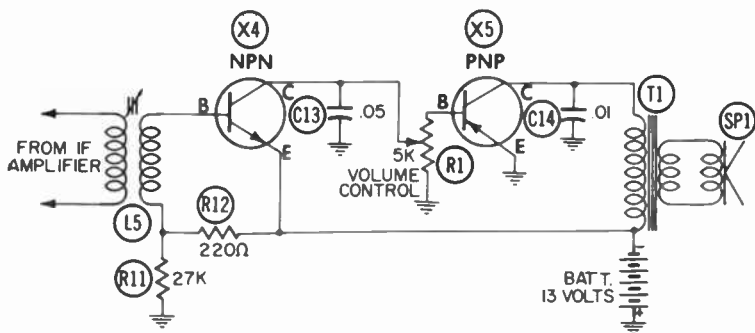 X4
NPN
X5
PNP
T1
SP1
B
C
E
C13
.05
B
C
E
C14
.01
FROM IF
AMPLIFIER
5K
VOLUME
CONTROL
R1
L5
R12
220Ω
R11
27K
BATT.
13 VOLTS
+